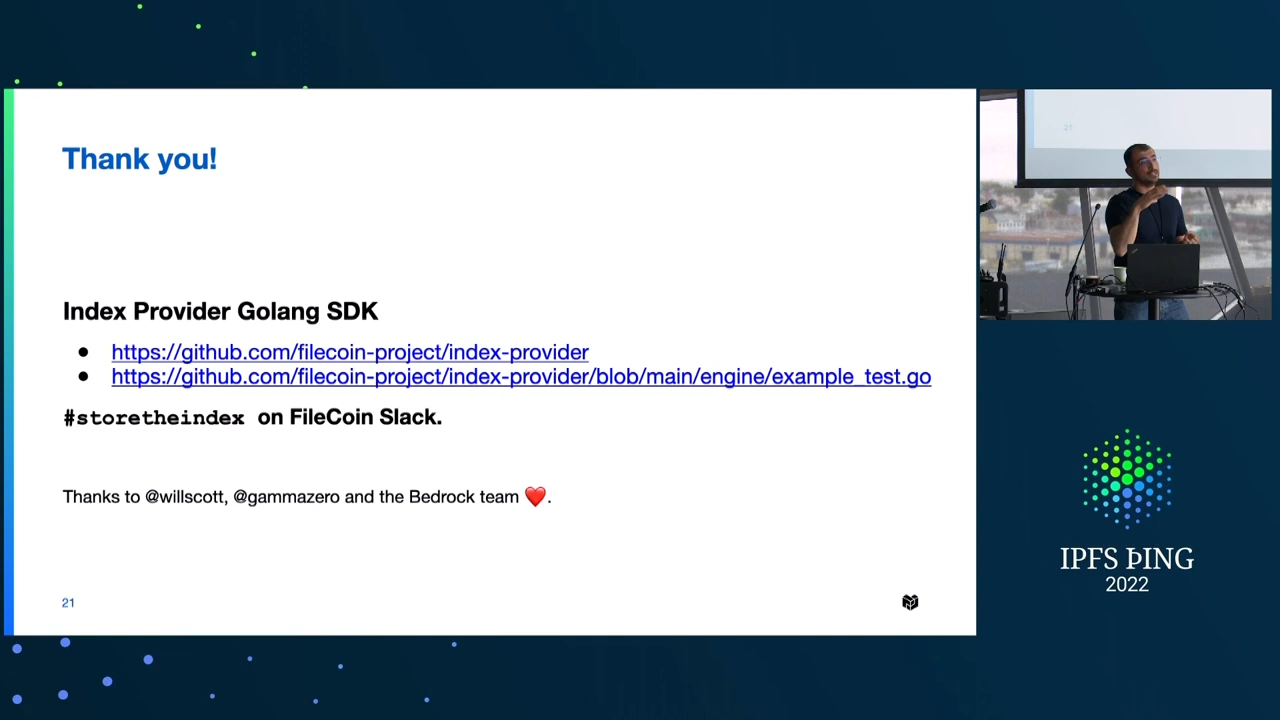 Thank you!
Index Provider Golang SDK
https://github.com/filecoin-project/index-provider
https://github.com/filecoin-project/index-provider/blob/main/engine/example_test.go
#storetheindex on FileCoin Slack.
Thanks to @willscott, @gammazero and the Bedrock team ❤️.
21
21
IPFS ÞING
2022